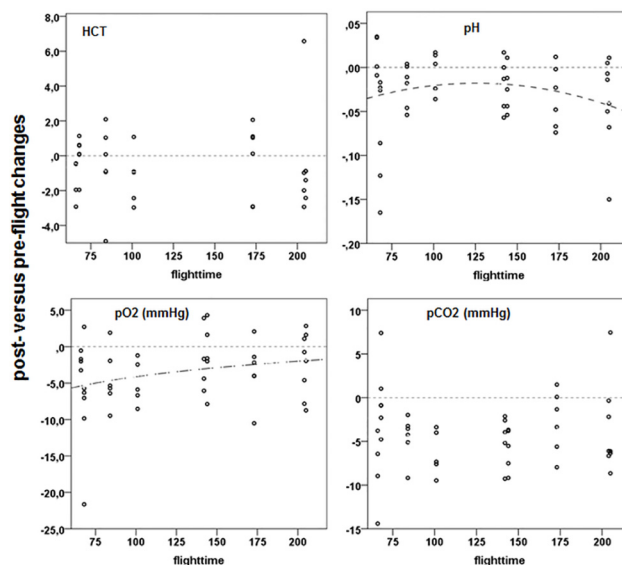 post-versus pre-flight changes
HCT
8,0
6,0
4,0
2,0
,0
-2,0
-4,0
75 100 125 150 175 200
flighttime
pH
,05
,00
-,05
-,10
-,15
-,20
75 100 125 150 175 200
flighttime
pO2 (mmHg)
5,0
,0
-5,0
-10,0
-15,0
-20,0
-25,0
75 100 125 150 175 200
flighttime
pCO2 (mmHg)
10
5
0
-5
-10
-15
75 100 125 150 175 200
flighttime